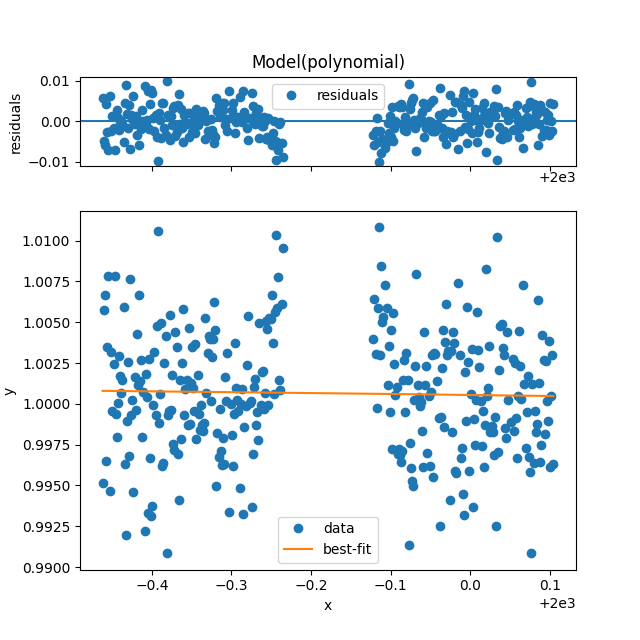 Model(polynomial)
0.01
0.00
−0.01
residuals
residuals
+2e3
1.0100
1.0075
1.0050
1.0025
1.0000
0.9975
0.9950
0.9925
0.9900
y
data
best-fit
−0.4 −0.3 −0.2 −0.1 0.0 0.1
+2e3
x